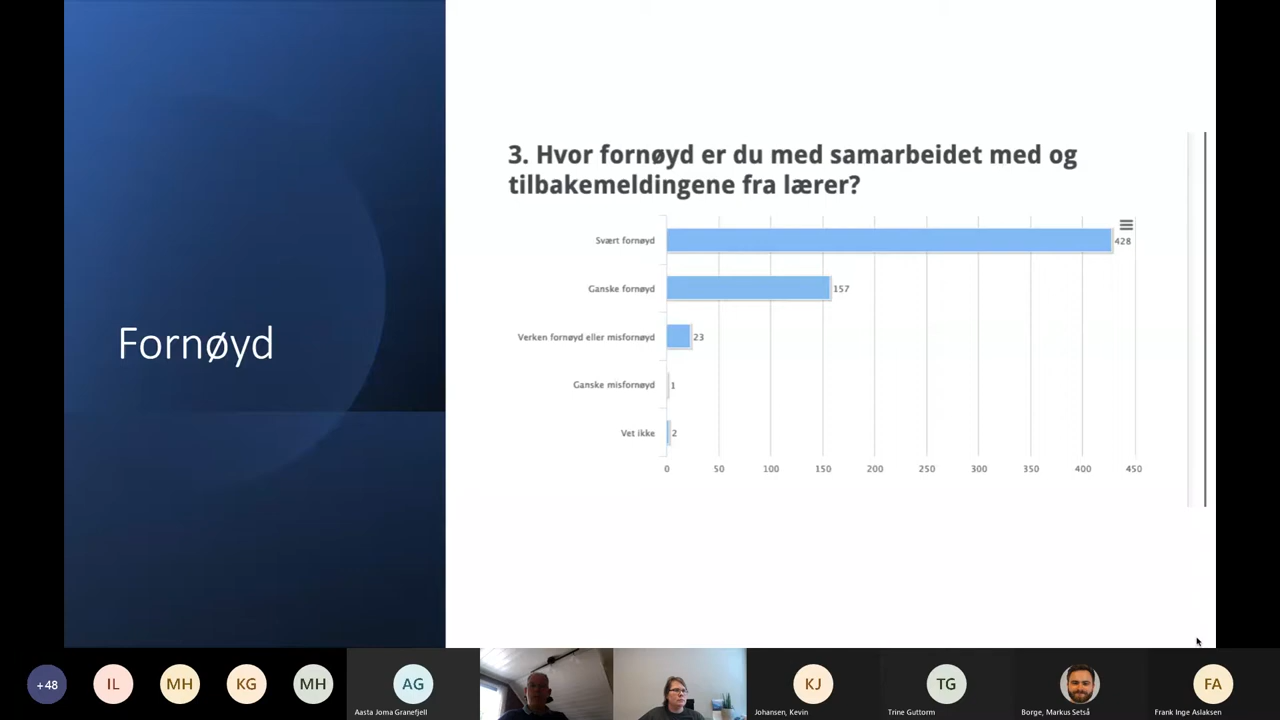 Fornøyd
3. Hvor fornøyd er du med samarbeidet med og
tilbakemeldingene fra lærer?
Svært fornøyd
428
Ganske fornøyd
157
Verken fornøyd eller misfornøyd
23
Ganske misfornøyd
1
Vet ikke
2
0 50 100 150 200 250 300 350 400 450
+48 IL MH KG MH AG KJ TG FA
Aasta Joma Granefjell
Johansen, Kevin
Trine Guttorm
Borge, Markus Setså
Frank Inge Aslaksen